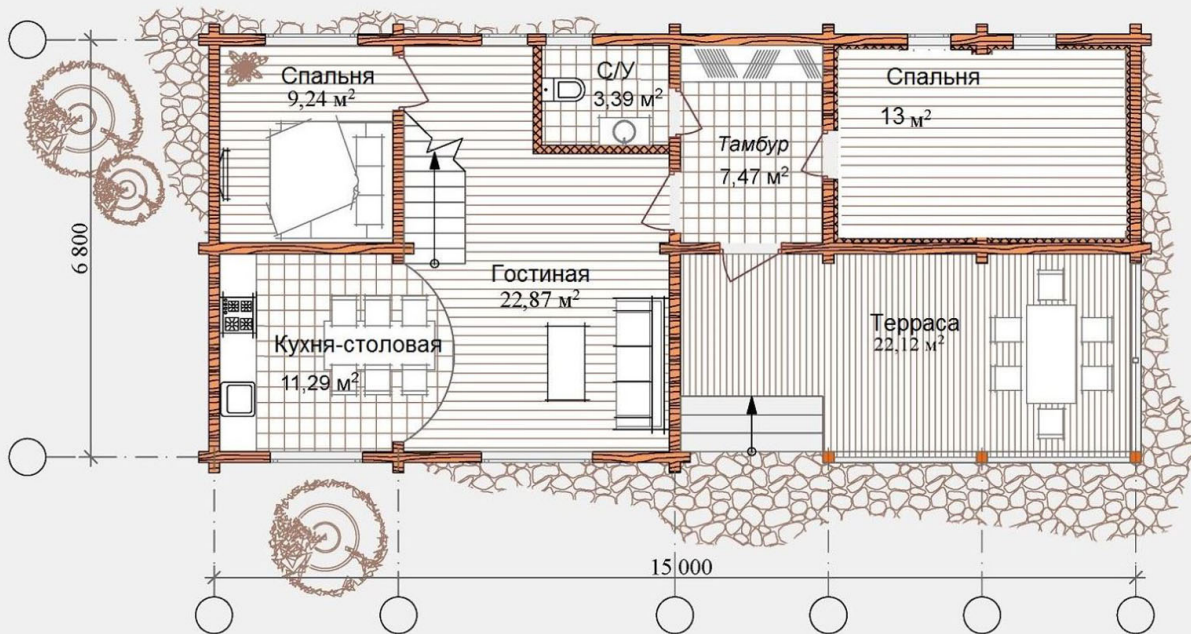 Спальня
9,24 м²
С/У
3,39 м²
Спальня
13 м²
Тамбур
7,47 м²
6 800
Гостиная
22,87 м²
Терраса
22,12 м²
Кухня-столовая
11,29 м²
15 000